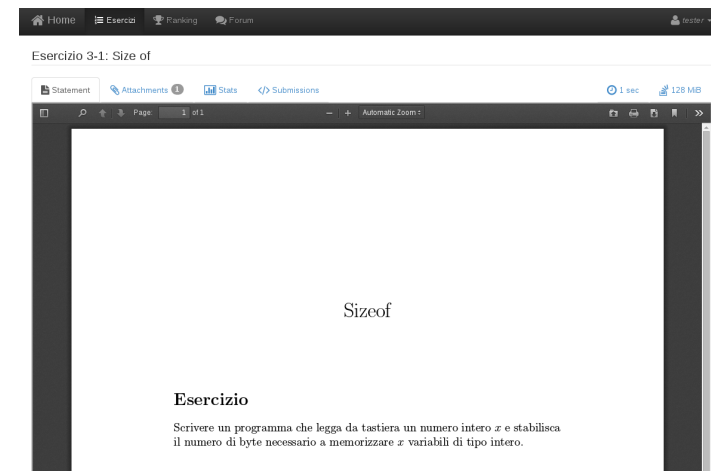 Home Esercizi Ranking Forum tester
Esercizio 3-1: Size of
Statement Attachments 1 Stats </> Submissions 1 sec 128 MiB
Page: 1 of 1 Automatic Zoom
Sizeof
Esercizio
Scrivere un programma che legga da tastiera un numero intero x e stabilisca
il numero di byte necessario a memorizzare x variabili di tipo intero.